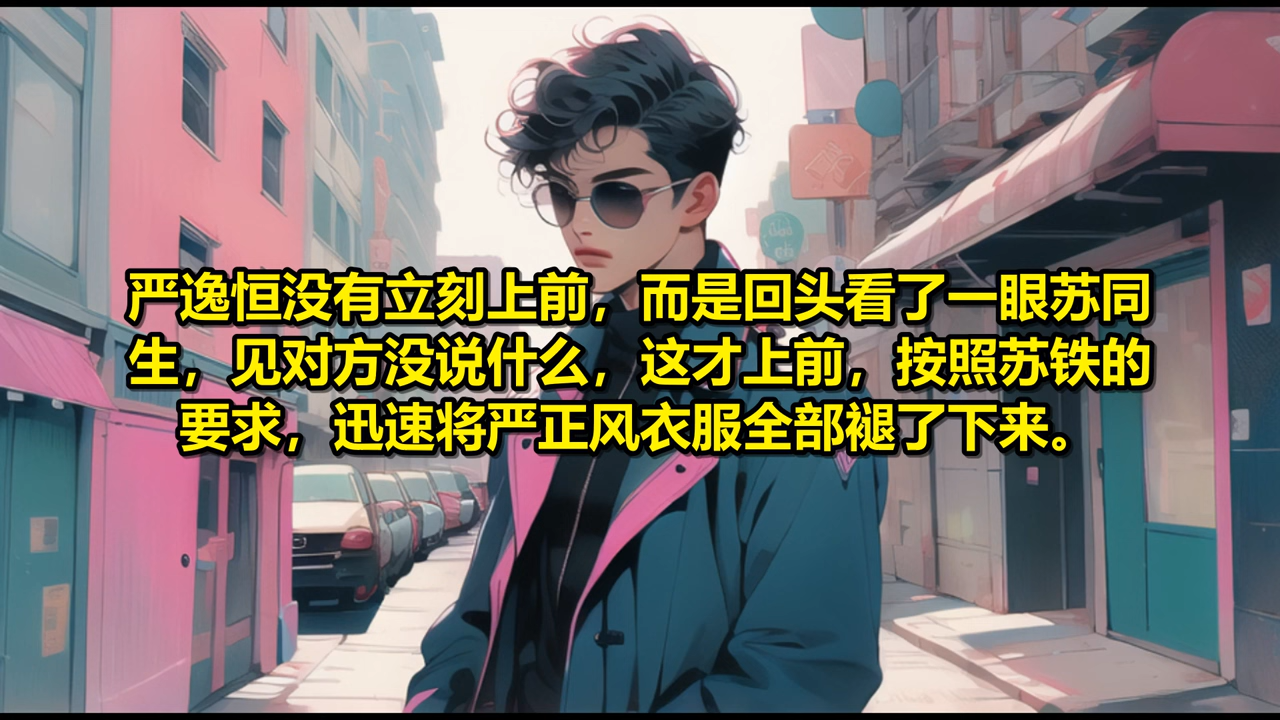 严逸恒没有立刻上前，而是回头看了一眼苏同
生，见对方没说什么，这才上前，按照苏铁的
要求，迅速将严正风衣服全部褪了下来。